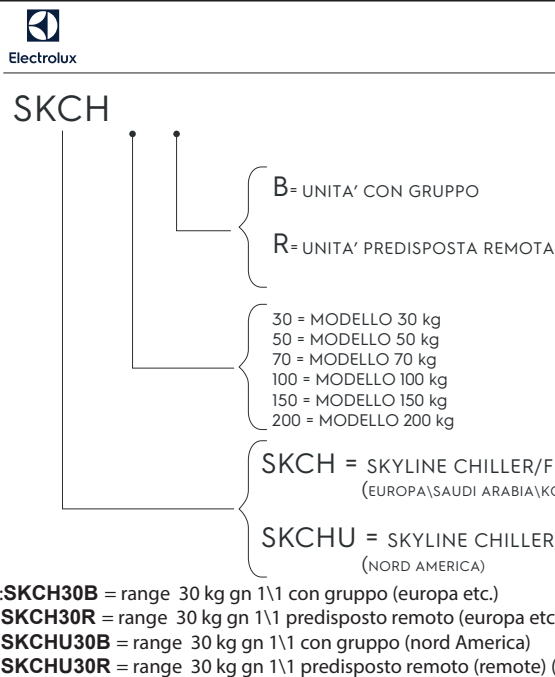 Electrolux
SKCH
B= UNITA' CON GRUPPO
R= UNITA' PREDISPOSTA REMOTA
30 = MODELLO 30 kg
50 = MODELLO 50 kg
70 = MODELLO 70 kg
100 = MODELLO 100 kg
150 = MODELLO 150 kg
200 = MODELLO 200 kg
SKCH = SKYLINE CHILLER/F
(EUROPA\SAUDI ARABIA\KO
SKCHU = SKYLINE CHILLER
(NORD AMERICA)
:SKCH30B = range 30 kg gn 1\1 con gruppo (europa etc.)
SKCH30R = range 30 kg gn 1\1 predisposto remoto (europa etc
SKCHU30B = range 30 kg gn 1\1 con gruppo (nord America)
SKCHU30R = range 30 kg gn 1\1 predisposto remoto (remote) (